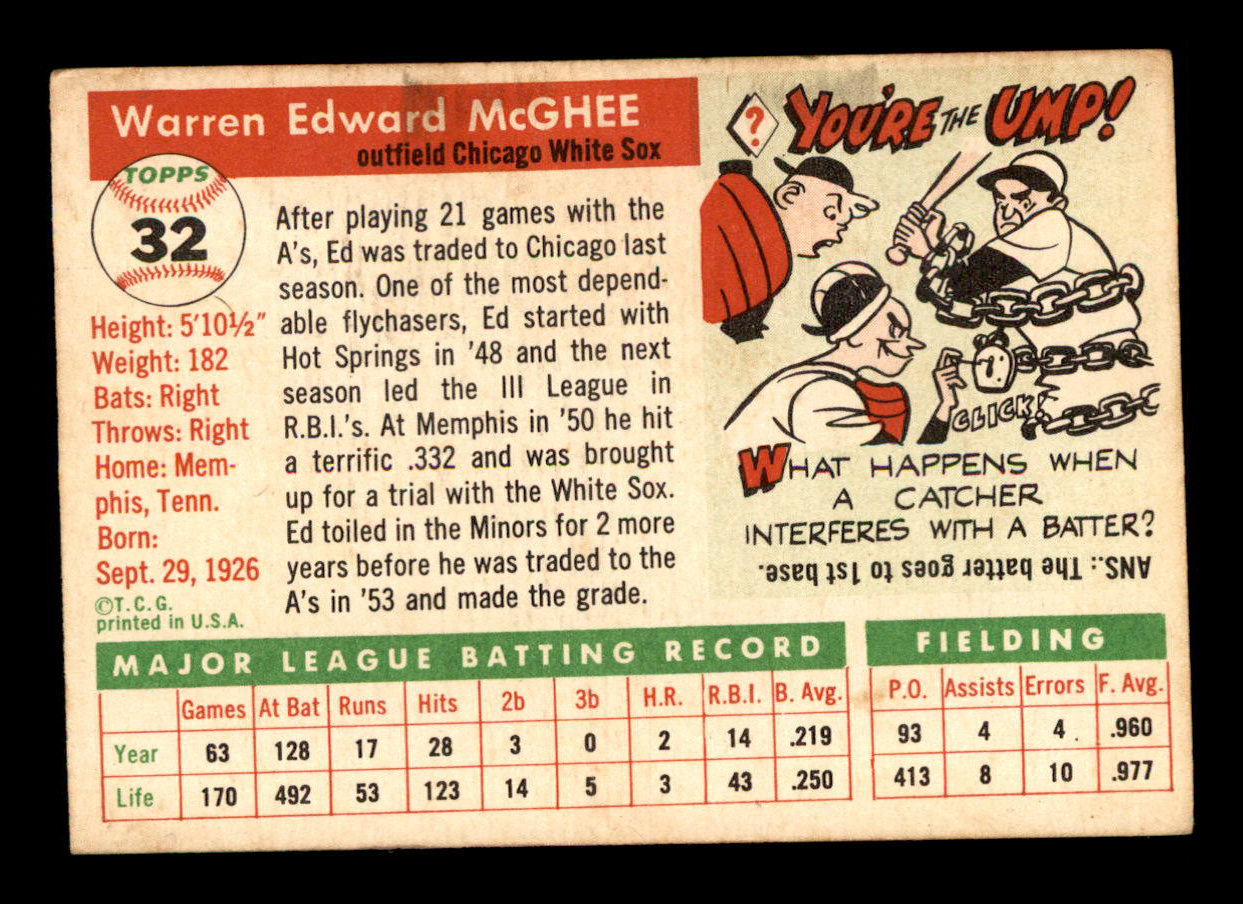 Warren Edward McGHEE
outfield Chicago White Sox
TOPPS
32
Height: 5'10½"
Weight: 182
Bats: Right
Throws: Right
Home: Mem-
phis, Tenn.
Born:
Sept. 29, 1926
©T.C.G.
printed in U.S.A.
After playing 21 games with the
A's, Ed was traded to Chicago last
season. One of the most depend-
able flychasers, Ed started with
Hot Springs in '48 and the next
season led the III League in
R.B.I.'s. At Memphis in '50 he hit
a terrific .332 and was brought
up for a trial with the White Sox.
Ed toiled in the Minors for 2 more
years before he was traded to the
A's in '53 and made the grade.
? YOU'RE THE UMP!
CLICK!
WHAT HAPPENS WHEN
A CATCHER
INTERFERES WITH A BATTER?
ANS.: The batter goes to 1st base.
MAJOR LEAGUE BATTING RECORD
Games At Bat Runs Hits 2b 3b H.R. R.B.I. B. Avg.
Year 63 128 17 28 3 0 2 14 .219
Life 170 492 53 123 14 5 3 43 .250
FIELDING
P.O. Assists Errors F. Avg.
93 4 4 .960
413 8 10 .977